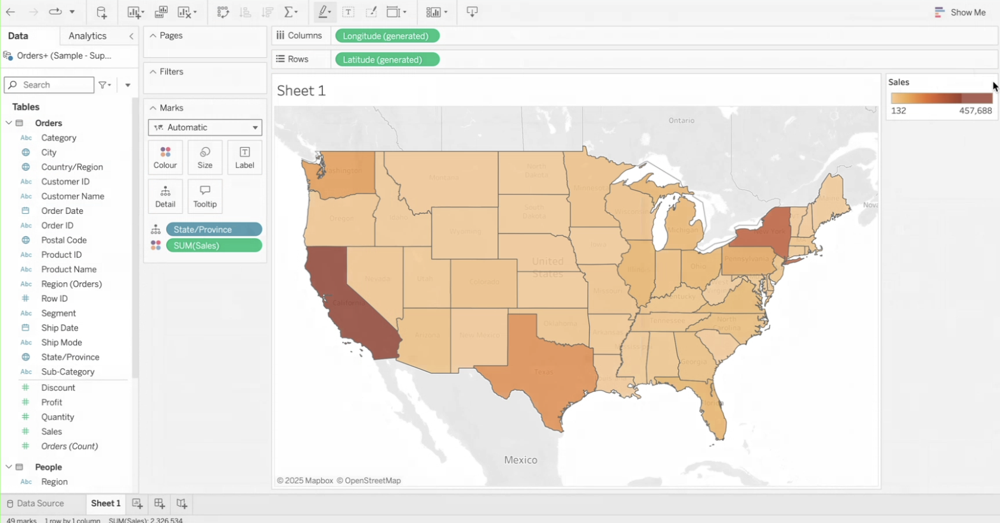 Show Me
Data
Analytics
Orders+ (Sample - Sup...
Search
Tables
Orders
Abc Category
City
Country/Region
Abc Customer ID
Abc Customer Name
Order Date
Abc Order ID
Postal Code
Abc Product ID
Abc Product Name
Abc Region (Orders)
# Row ID
Abc Segment
Ship Date
Abc Ship Mode
State/Province
Abc Sub-Category
# Discount
# Profit
# Quantity
# Sales
# Orders (Count)
People
Abc Region
Pages
Filters
Marks
Automatic
Colour
Size
Label
Detail
Tooltip
State/Province
SUM(Sales)
Columns
Longitude (generated)
Rows
Latitude (generated)
Sheet 1
Ontario
Washington
Montana
North
Dakota
Minnesota
Maine
Oregon
Idaho
South
Dakota
Wisconsin
Nova
Wyoming
Michigan
New York
Iowa
United
States
Pennsylvania
Nevada
Utah
Colorado
Illinois
Ohio
West
Virginia
California
Missouri
Kentucky
Arizona
New Mexico
Oklahoma
Arkansas
Tennessee
North
Carolina
Mississippi
Georgia
Texas
Louisiana
Florida
Mexico
© 2025 Mapbox © OpenStreetMap
Sales
132
457,688
Data Source
Sheet 1
49 marks 1 row by 1 column SUM(Sales): 2,326,534